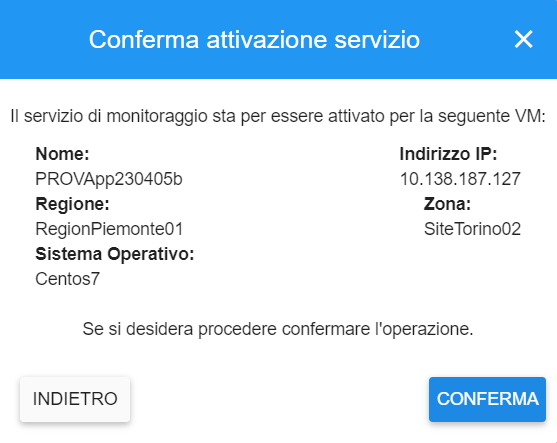 Conferma attivazione servizio
Il servizio di monitoraggio sta per essere attivato per la seguente VM:
Nome: Indirizzo IP:
PROVApp230405b 10.138.187.127
Regione: Zona:
RegionPiemonte01 SiteTorino02
Sistema Operativo:
Centos7
Se si desidera procedere confermare l'operazione.
INDIETRO CONFERMA